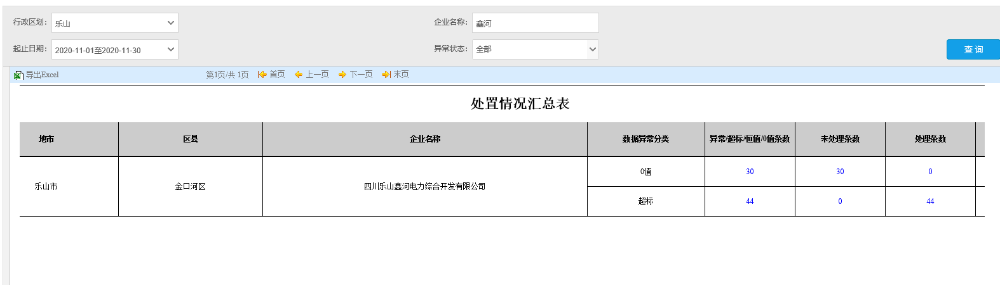 行政区划: 乐山 企业名称: 鑫河
起止日期: 2020-11-01至2020-11-30 异常状态: 全部 查 询
导出Excel 第1页/共 1页 首页 上一页 下一页 末页
处置情况汇总表
地市 区县 企业名称 数据异常分类 异常/超标/恒值/0值条数 未处理条数 处理条数
乐山市 金口河区 四川乐山鑫河电力综合开发有限公司 0值 30 30 0
超标 44 0 44